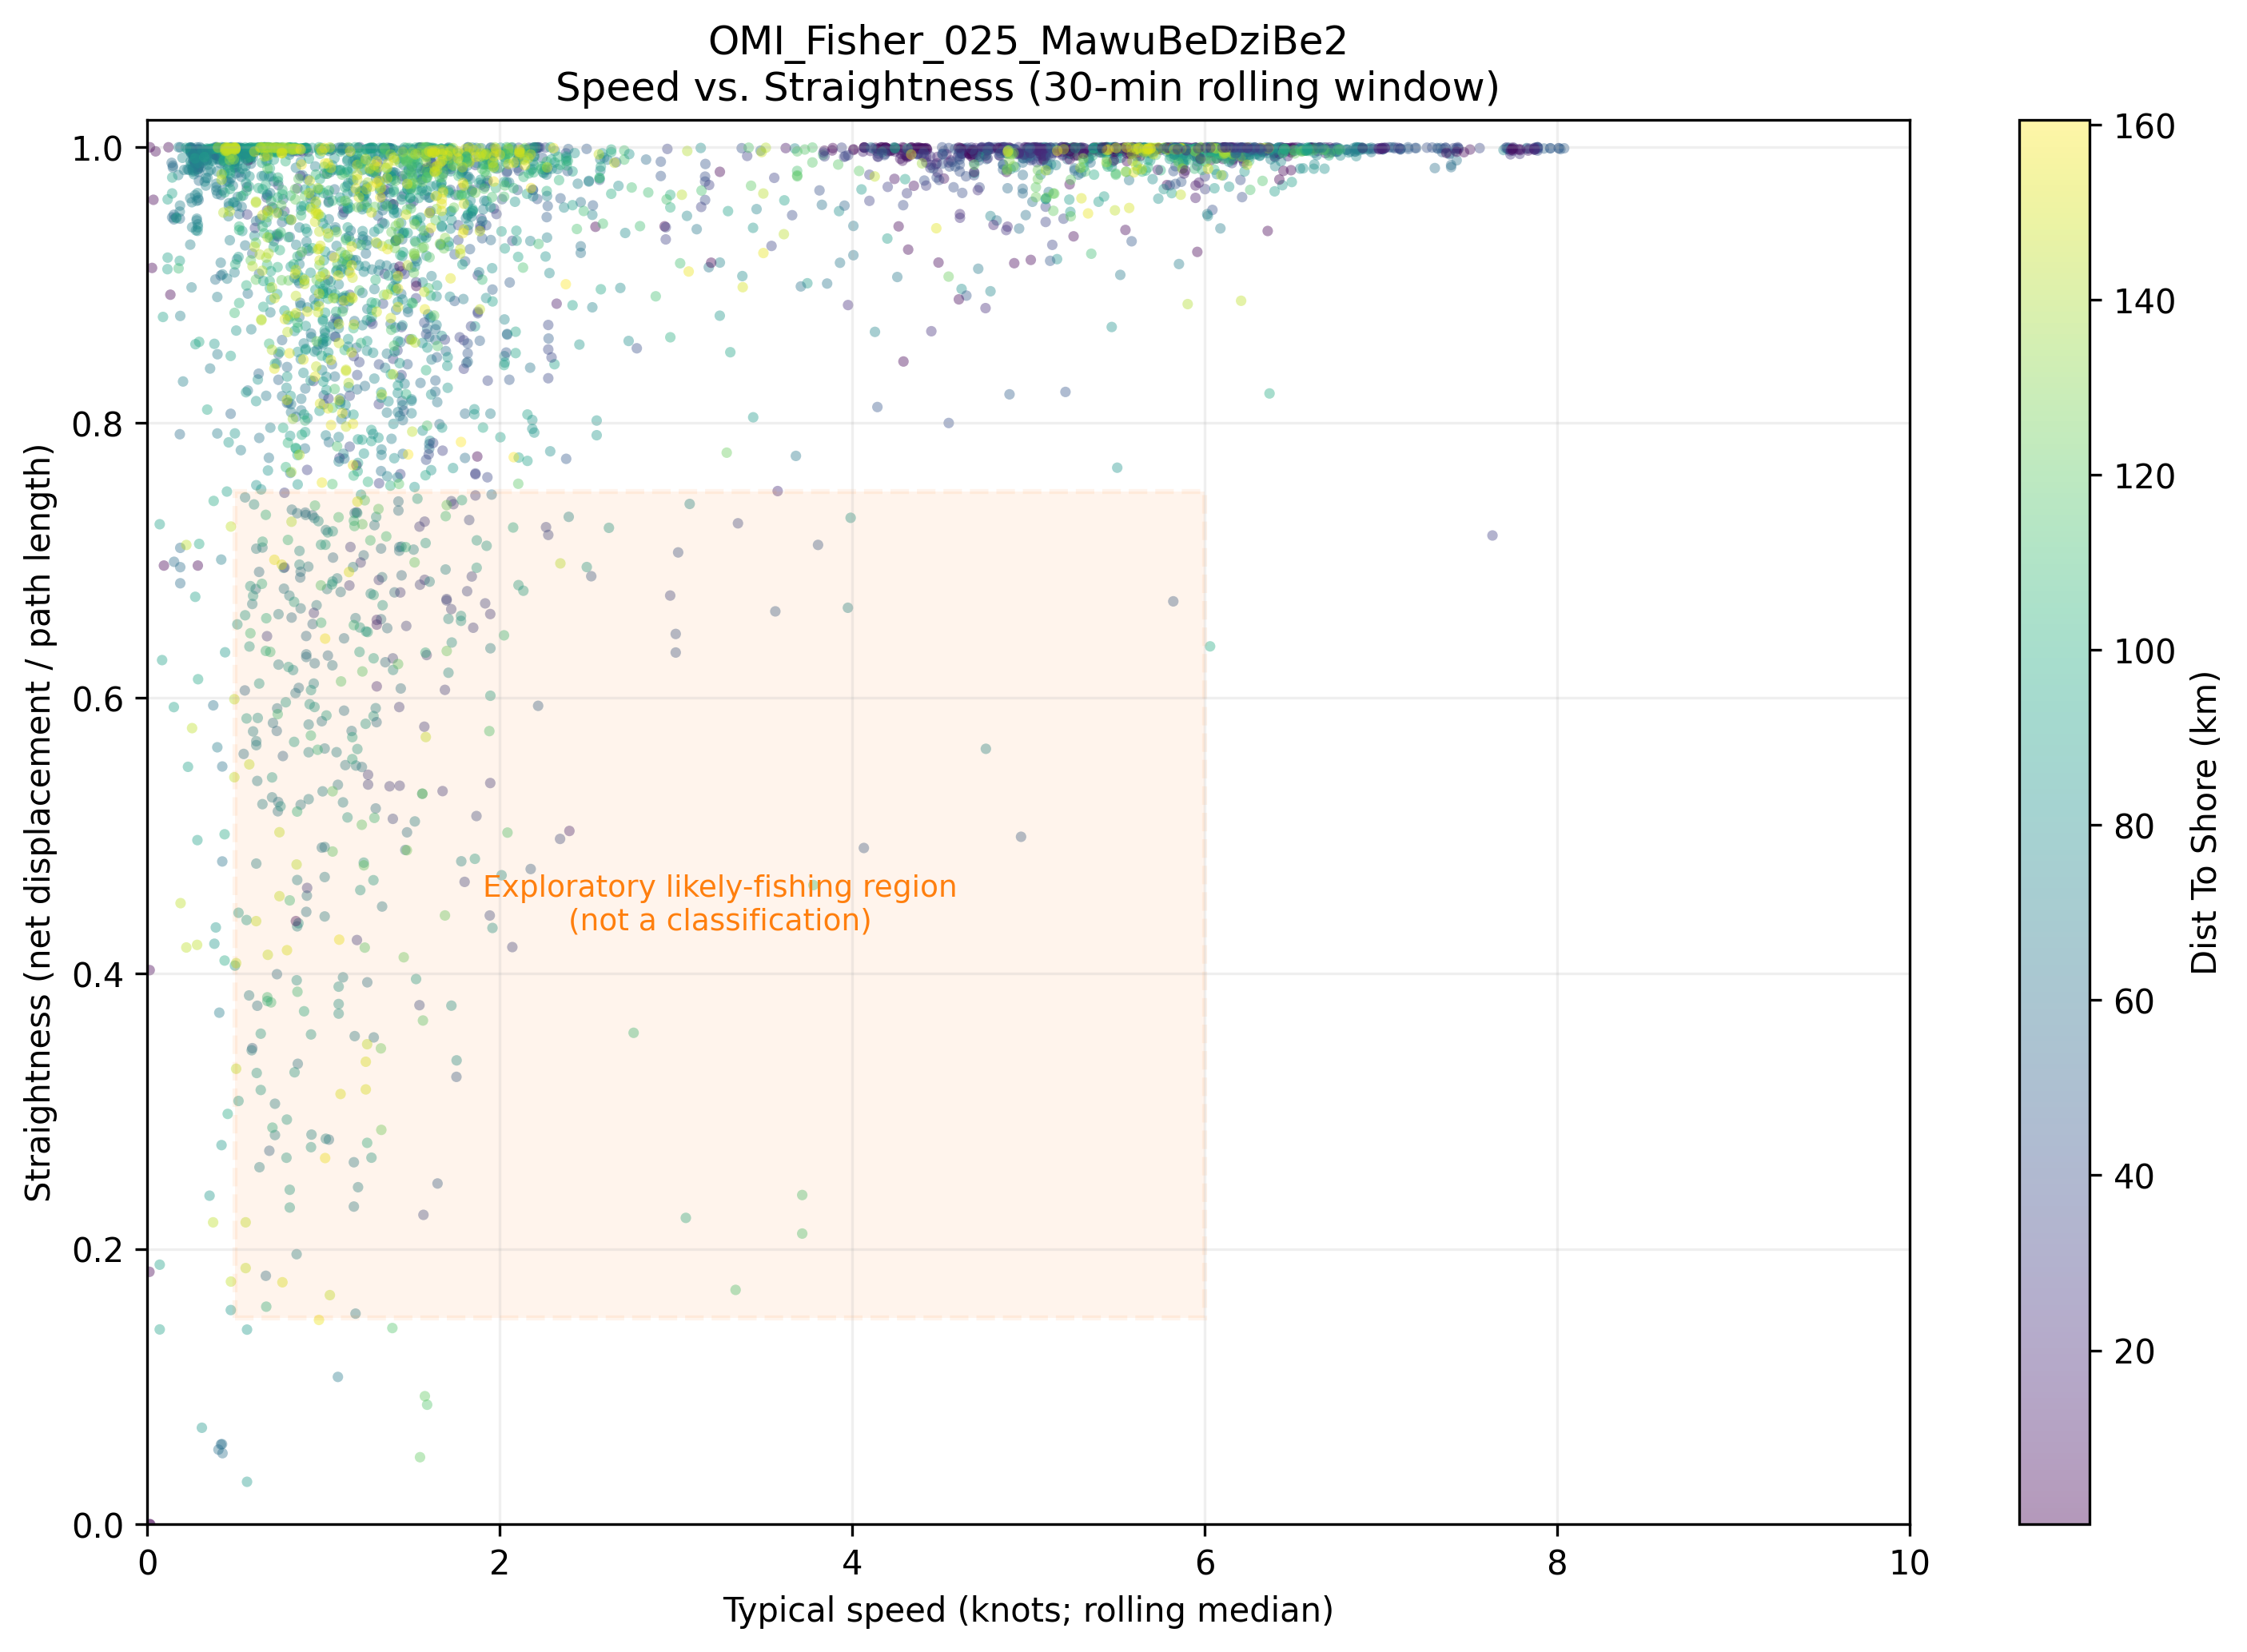 OMI_Fisher_025_MawuBeDziBe2
Speed vs. Straightness (30-min rolling window)
Straightness (net displacement / path length)
1.0
0.8
0.6
0.4
0.2
0.0
Exploratory likely-fishing region
(not a classification)
0
2
4
6
8
10
Typical speed (knots; rolling median)
160
140
120
100
80
60
40
20
Dist To Shore (km)